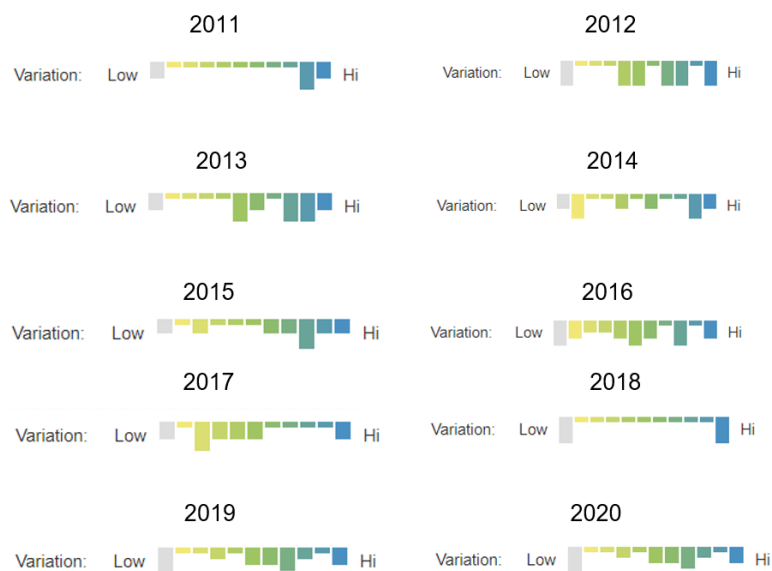 2011
2012
Variation: Low Hi
Variation: Low Hi
2013
2014
Variation: Low Hi
Variation: Low Hi
2015
2016
Variation: Low Hi
Variation: Low Hi
2017
2018
Variation: Low Hi
Variation: Low Hi
2019
2020
Variation: Low Hi
Variation: Low Hi